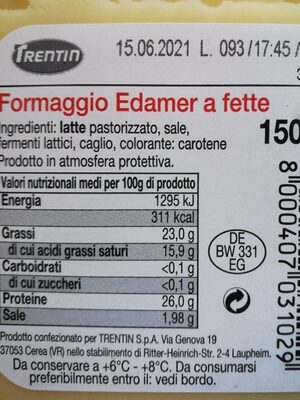 TRENTIN
15.06.2021 L. 093/17:45/
Formaggio Edamer a fette
Ingredienti: latte pastorizzato, sale,
fermenti lattici, caglio, colorante: carotene
Prodotto in atmosfera protettiva.
150
Valori nutrizionali medi per 100g di prodotto
Energia 1295 kJ
311 kcal
Grassi 23,0 g
di cui acidi grassi saturi 15,9 g
Carboidrati <0,1 g
di cui zuccheri <0,1 g
Proteine 26,0 g
Sale 1,98 g
DE
BW 331
EG
8 000407 031029
Prodotto confezionato per TRENTIN S.p.A. Via Genova 19
37053 Cerea (VR) nello stabilimento di Ritter-Heinrich-Str. 2-4 Laupheim.
Da conservare a +6°C - +8°C. Da consumarsi
preferibilmente entro il: vedi bordo.